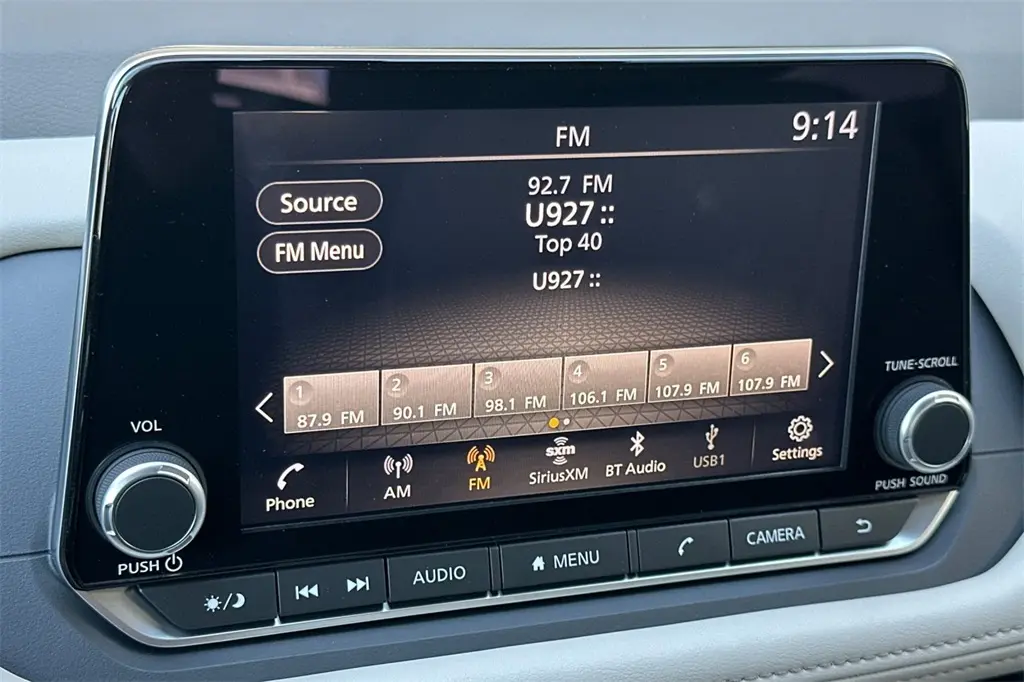 FM
9:14
92.7 FM
U927 ::
Top 40
U927 ::
Source
FM Menu
1
87.9 FM
2
90.1 FM
3
98.1 FM
4
106.1 FM
5
107.9 FM
6
107.9 FM
Phone
AM
FM
sxm
SiriusXM
BT Audio
USB1
Settings
VOL
PUSH
TUNE·SCROLL
PUSH SOUND
AUDIO
MENU
CAMERA